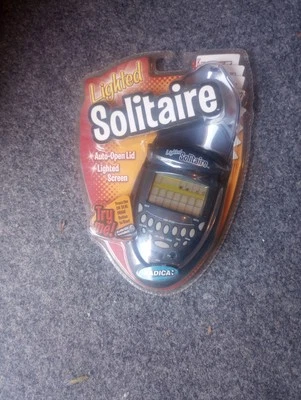 Lighted
Solitaire
Auto-Open Lid
Lighted
Screen
Lighted
Solitaire
Try
Me!
RADICA